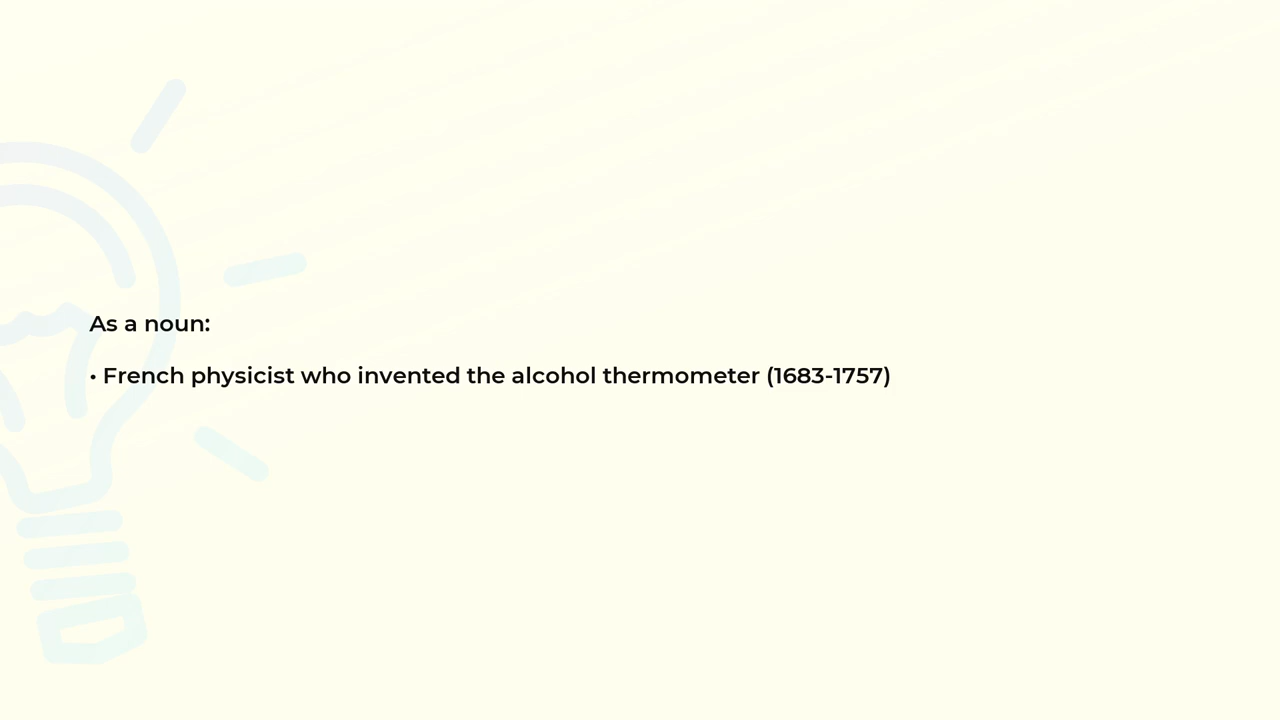 As a noun:
• French physicist who invented the alcohol thermometer (1683-1757)